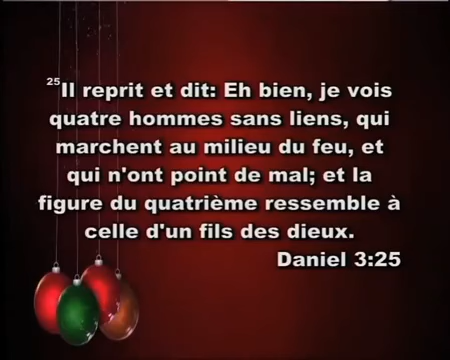 25Il reprit et dit: Eh bien, je vois
quatre hommes sans liens, qui
marchent au milieu du feu, et
qui n'ont point de mal; et la
figure du quatrième ressemble à
celle d'un fils des dieux.
Daniel 3:25